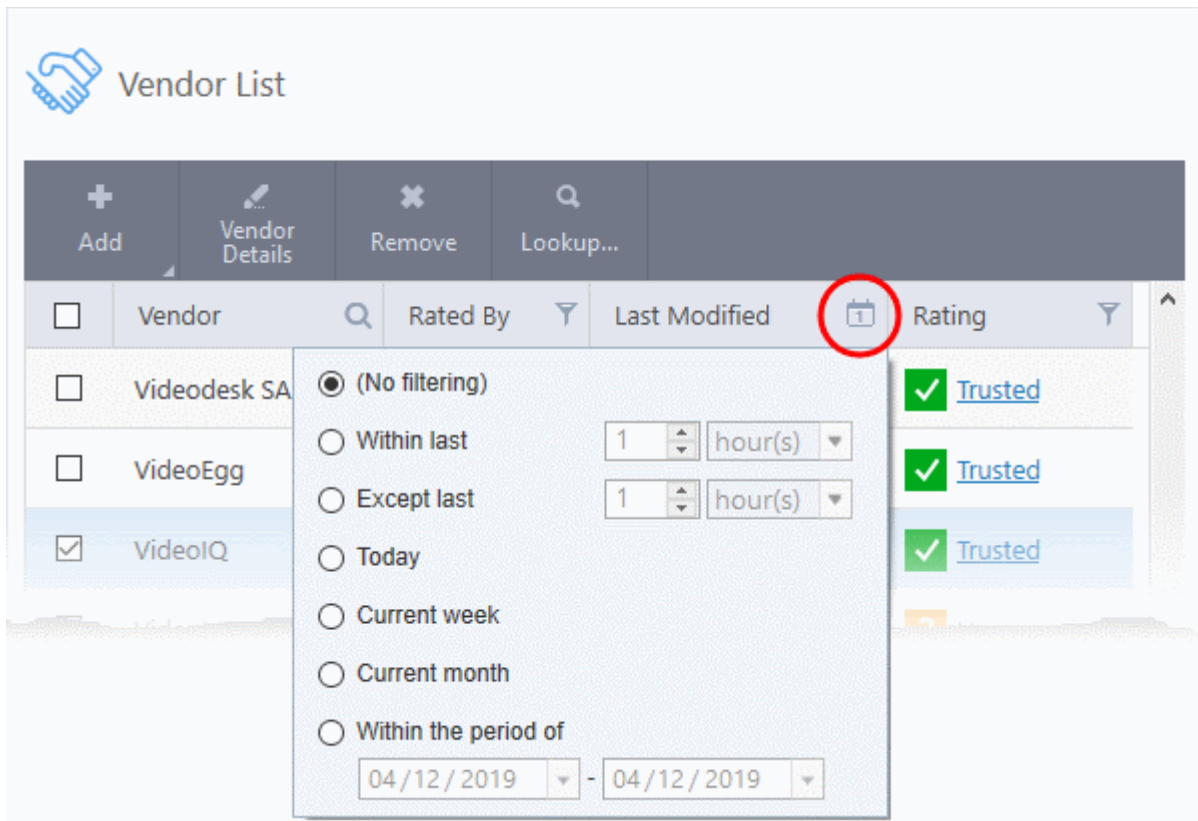 Vendor List
Add
Vendor
Details
Remove
Lookup...
Vendor Rated By Last Modified 1 Rating
Videodesk SA Trusted
(No filtering)
Within last 1 hour(s)
VideoEgg Trusted
Except last 1 hour(s)
VideoIQ Trusted
Today
Current week
Current month
Within the period of
04/12/2019 - 04/12/2019